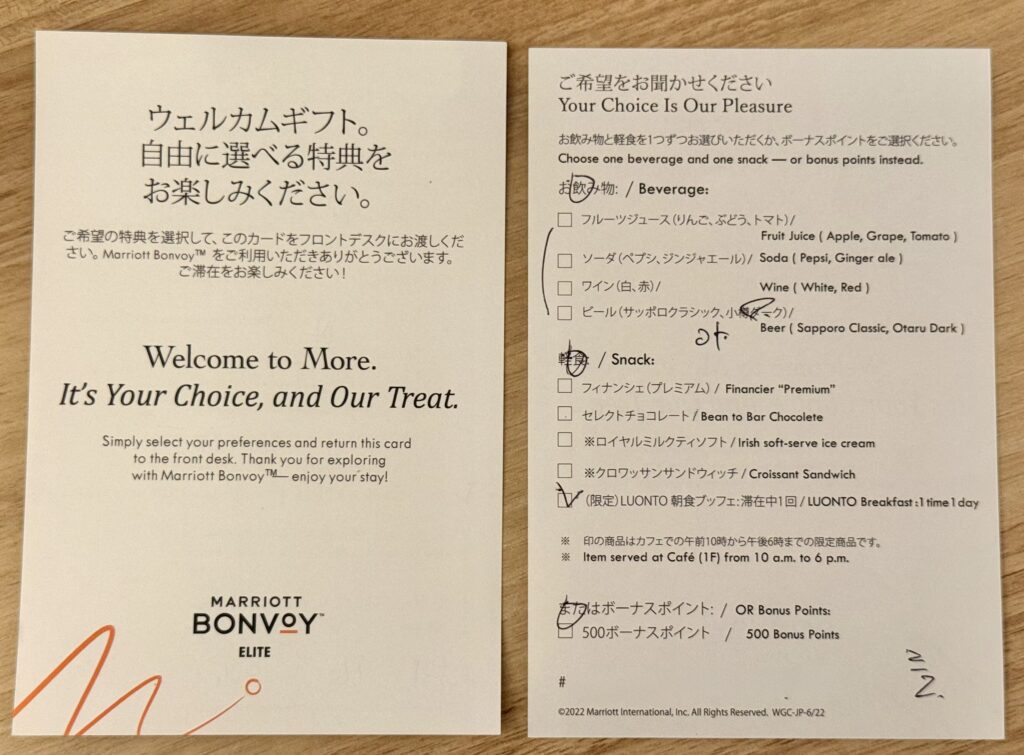 ウェルカムギフト。
自由に選べる特典を
お楽しみください。
ご希望の特典を選択して、このカードをフロントデスクにお渡しくだ
さい。Marriott Bonvoy™ をご利用いただきありがとうございます。
ご滞在をお楽しみください！
Welcome to More.
It's Your Choice, and Our Treat.
Simply select your preferences and return this card
to the front desk. Thank you for exploring
with Marriott Bonvoy™— enjoy your stay!
MARRIOTT
BONVOY™
ELITE
ご希望をお聞かせください
Your Choice Is Our Pleasure
お飲み物と軽食を1つずつお選びいただくか、ボーナスポイントをご選択ください。
Choose one beverage and one snack — or bonus points instead.
お飲み物: / Beverage:
フルーツジュース（りんご、ぶどう、トマト）/
Fruit Juice ( Apple, Grape, Tomato )
ソーダ（ペプシ、ジンジャエール）/ Soda ( Pepsi, Ginger ale )
ワイン（白、赤）/ Wine ( White, Red )
ビール（サッポロクラシック、小樽ダーク）/
Beer ( Sapporo Classic, Otaru Dark )
or
軽食 / Snack:
フィナンシェ（プレミアム） / Financier “Premium”
セレクトチョコレート / Bean to Bar Chocolete
※ロイヤルミルクティソフト / Irish soft-serve ice cream
※クロワッサンサンドウィッチ / Croissant Sandwich
（限定）LUONTO 朝食ブッフェ：滞在中1回 / LUONTO Breakfast :1 time 1 day
※ 印の商品はカフェでの午前10時から午後6時までの限定商品です。
※ Item served at Café (1F) from 10 a.m. to 6 p.m.
またはボーナスポイント: / OR Bonus Points:
500ボーナスポイント / 500 Bonus Points
#
©2022 Marriott International, Inc. All Rights Reserved. WGC-JP-6/22